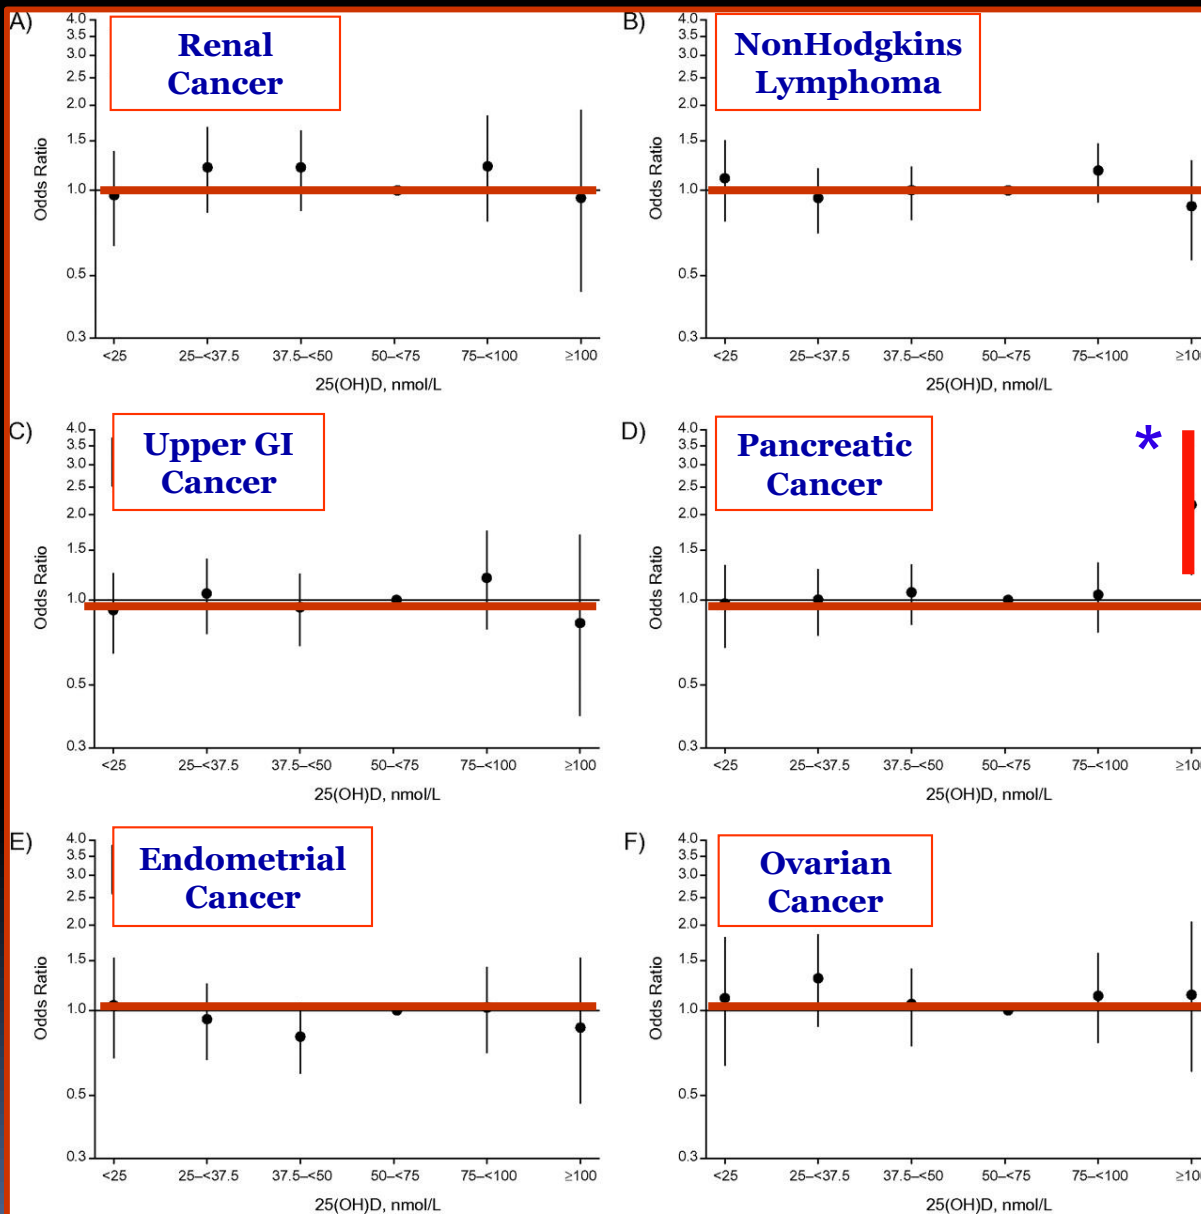 A)
Renal
Cancer
4.0
3.5
3.0
2.5
2.0
1.5
1.0
0.5
0.3
Odds Ratio
<25 25–<37.5 37.5–<50 50–<75 75–<100 ≥100
25(OH)D, nmol/L
B)
NonHodgkins
Lymphoma
4.0
3.5
3.0
2.5
2.0
1.5
1.0
0.5
0.3
Odds Ratio
<25 25–<37.5 37.5–<50 50–<75 75–<100 ≥10
25(OH)D, nmol/L
C)
Upper GI
Cancer
4.0
3.5
3.0
2.5
2.0
1.5
1.0
0.5
0.3
Odds Ratio
<25 25–<37.5 37.5–<50 50–<75 75–<100 ≥100
25(OH)D, nmol/L
D)
Pancreatic
Cancer
*
4.0
3.5
3.0
2.5
2.0
1.5
1.0
0.5
0.3
Odds Ratio
<25 25–<37.5 37.5–<50 50–<75 75–<100 ≥10
25(OH)D, nmol/L
E)
Endometrial
Cancer
4.0
3.5
3.0
2.5
2.0
1.5
1.0
0.5
0.3
Odds Ratio
<25 25–<37.5 37.5–<50 50–<75 75–<100 ≥100
25(OH)D, nmol/L
F)
Ovarian
Cancer
4.0
3.5
3.0
2.5
2.0
1.5
1.0
0.5
0.3
Odds Ratio
<25 25–<37.5 37.5–<50 50–<75 75–<100 ≥10
25(OH)D, nmol/L